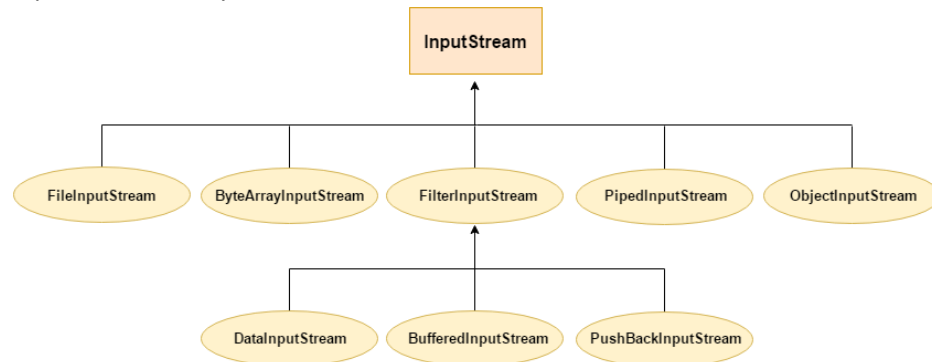 InputStream
FileInputStream
ByteArrayInputStream
FilterInputStream
PipedInputStream
ObjectInputStream
DataInputStream
BufferedInputStream
PushBackInputStream